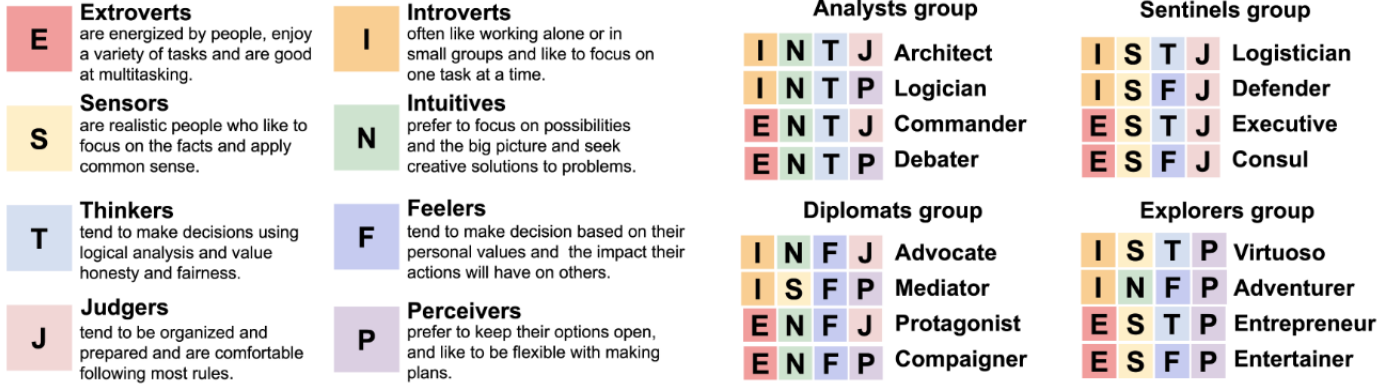 E
Extroverts
are energized by people, enjoy
a variety of tasks and are good
at multitasking.
I
Introverts
often like working alone or in
small groups and like to focus on
one task at a time.
S
Sensors
are realistic people who like to
focus on the facts and apply
common sense.
N
Intuitives
prefer to focus on possibilities
and the big picture and seek
creative solutions to problems.
T
Thinkers
tend to make decisions using
logical analysis and value
honesty and fairness.
F
Feelers
tend to make decision based on their
personal values and the impact their
actions will have on others.
J
Judgers
tend to be organized and
prepared and are comfortable
following most rules.
P
Perceivers
prefer to keep their options open,
and like to be flexible with making
plans.
Analysts group
I N T J Architect
I N T P Logician
E N T J Commander
E N T P Debater
Sentinels group
I S T J Logistician
I S F J Defender
E S T J Executive
E S F J Consul
Diplomats group
I N F J Advocate
I S F P Mediator
E N F J Protagonist
E N F P Compaigner
Explorers group
I S T P Virtuoso
I N F P Adventurer
E S T P Entrepreneur
E S F P Entertainer